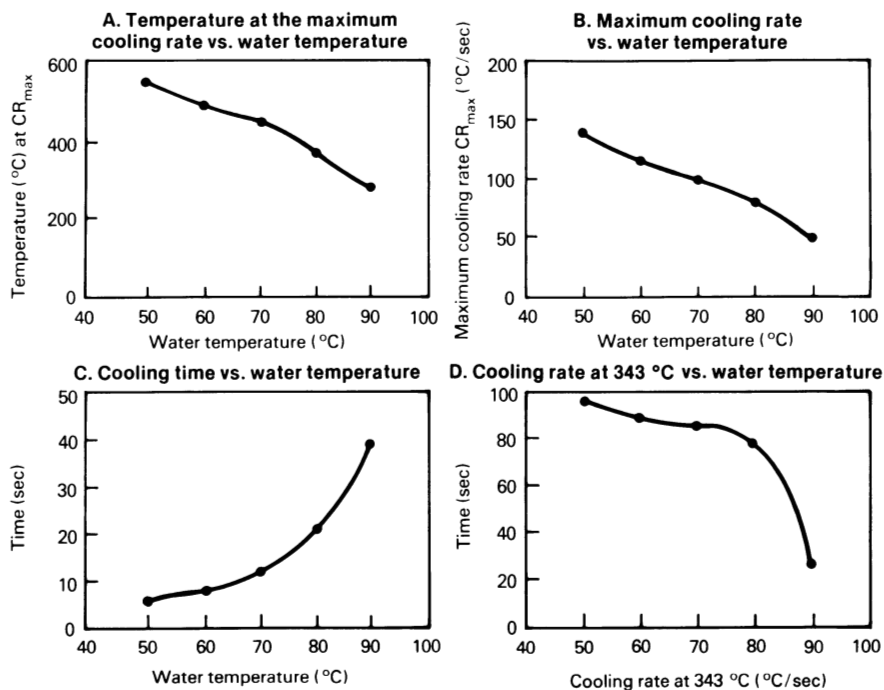 A. Temperature at the maximum
cooling rate vs. water temperature
Temperature (°C) at CRmax
600
400
200
0
40 50 60 70 80 90 100
Water temperature (°C)
B. Maximum cooling rate
vs. water temperature
Maximum cooling rate CRmax (°C/sec)
200
150
100
50
0
40 50 60 70 80 90 100
Water temperature (°C)
C. Cooling time vs. water temperature
Time (sec)
50
40
30
20
10
0
40 50 60 70 80 90 100
Water temperature (°C)
D. Cooling rate at 343 °C vs. water temperature
Time (sec)
100
80
60
40
20
0
40 50 60 70 80 90 100
Cooling rate at 343 °C (°C/sec)